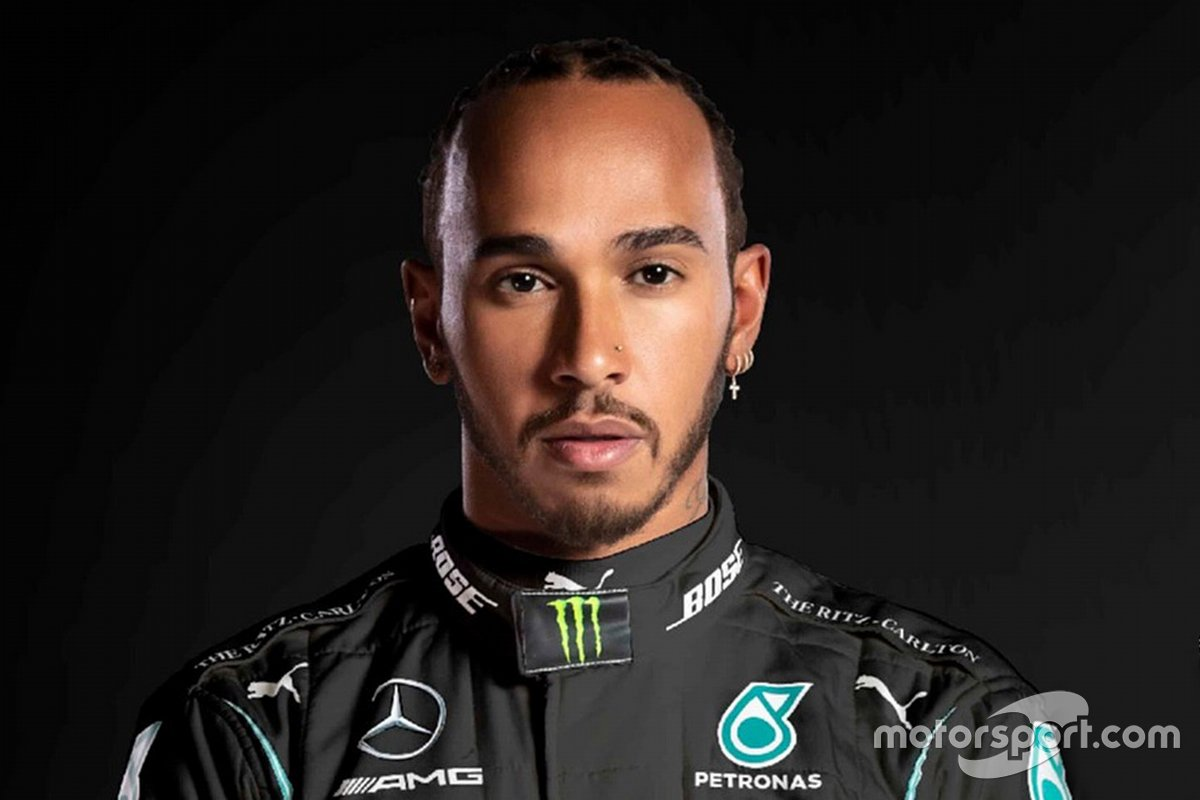 BOSE
BOSE
THE RITZ-CARLTON
THE RITZ-CARLTON
AMG
PETRONAS
motorsport.com